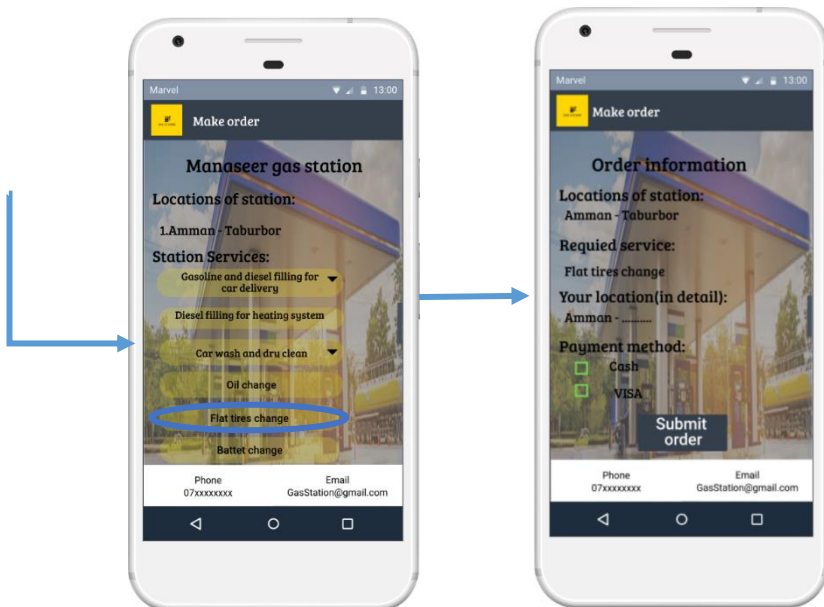 Marvel
13:00
Make order
Manaseer gas station
Locations of station:
1.Amman - Taburbor
Station Services:
Gasoline and diesel filling for
car delivery
Diesel filling for heating system
Car wash and dru clean
Oil change
Flat tires change
Battet change
Phone
Email
07xxxxxxxx
GasStation@gmail.com
Marvel
13:00
Make order
Order information
Locations of station:
Amman - Taburbor
Requied service:
Flat tires change
Your location(in detail):
Amman - ..........
Payment method:
Cash
VISA
Submit
order
Phone
Email
07xxxxxxxx
GasStation@gmail.com